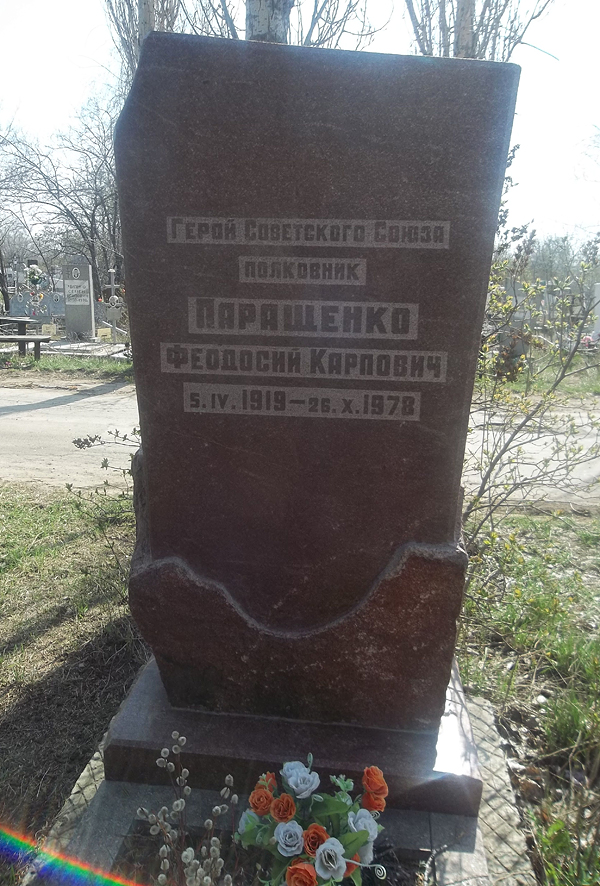 Герой Советского Союза
полковник
Паращенко
Феодосий Карпович
5.IV.1919—26.X.1978